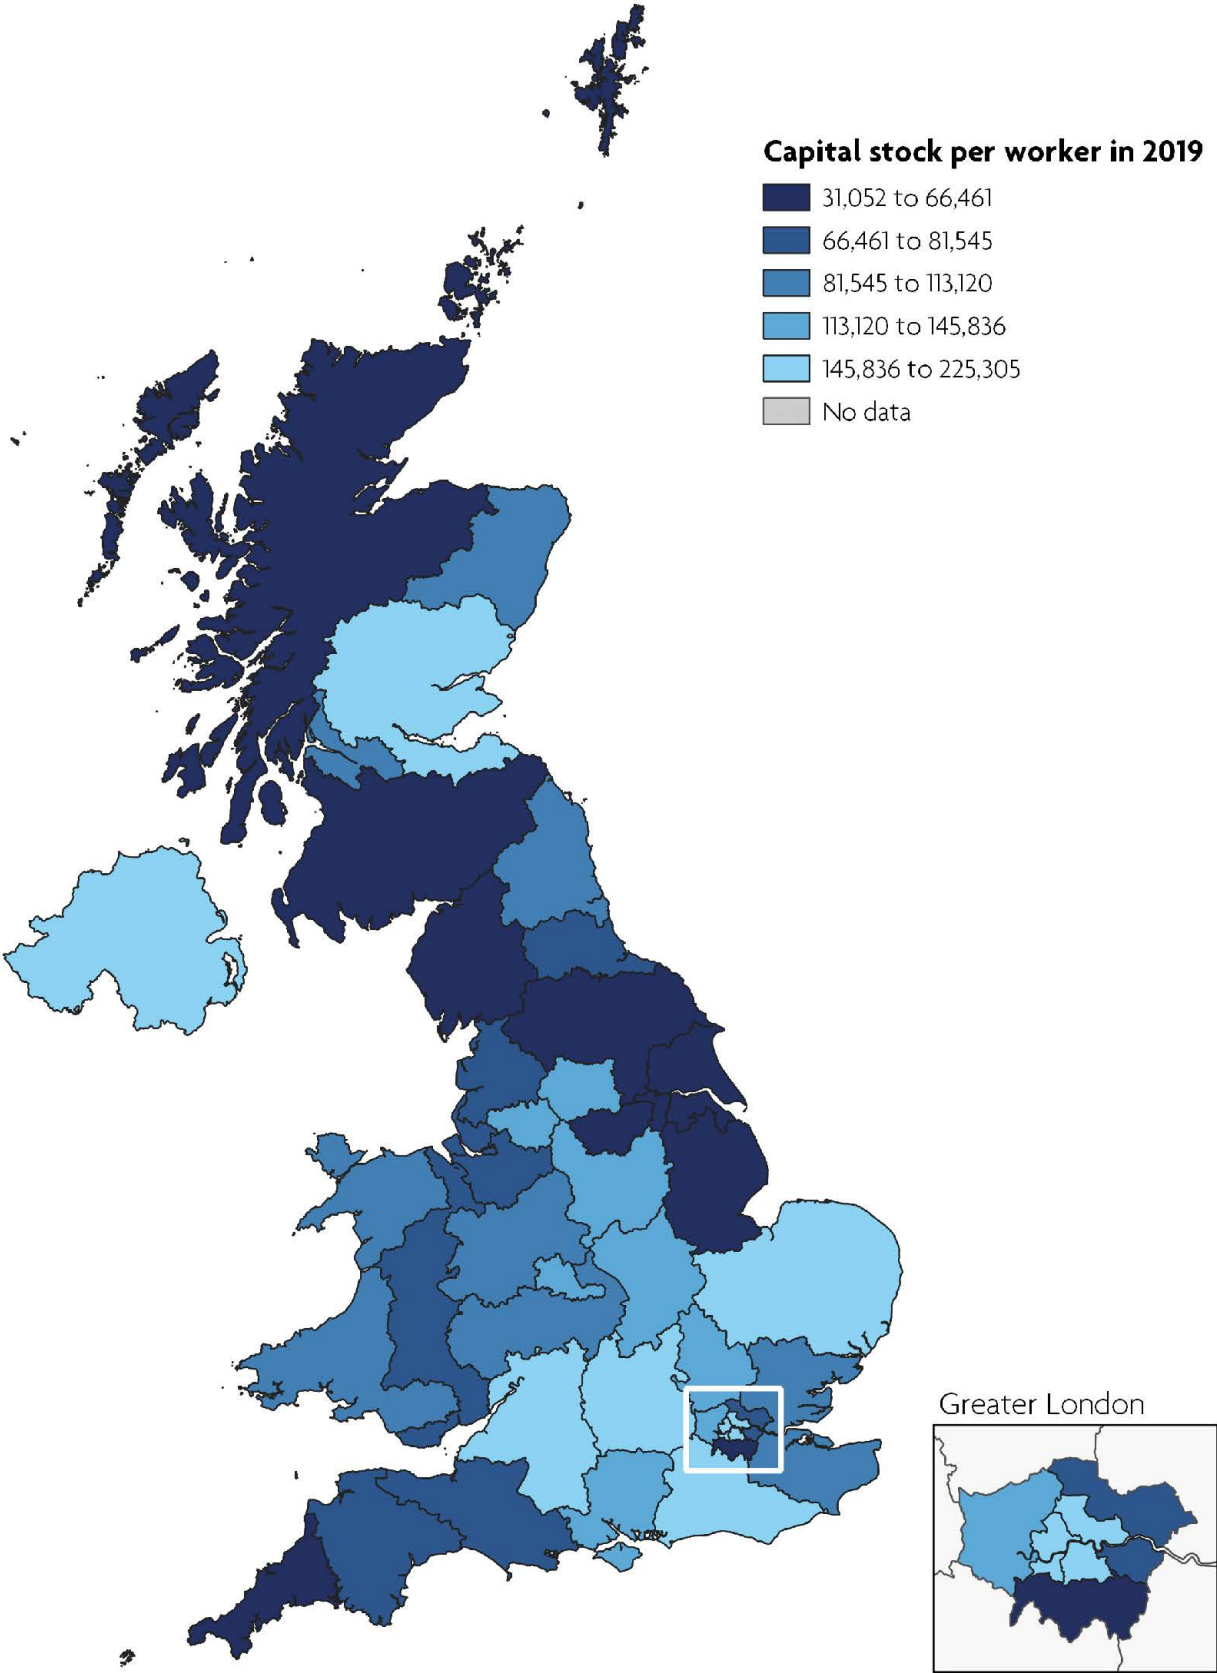 Capital stock per worker in 2019
31,052 to 66,461
66,461 to 81,545
81,545 to 113,120
113,120 to 145,836
145,836 to 225,305
No data
Greater London